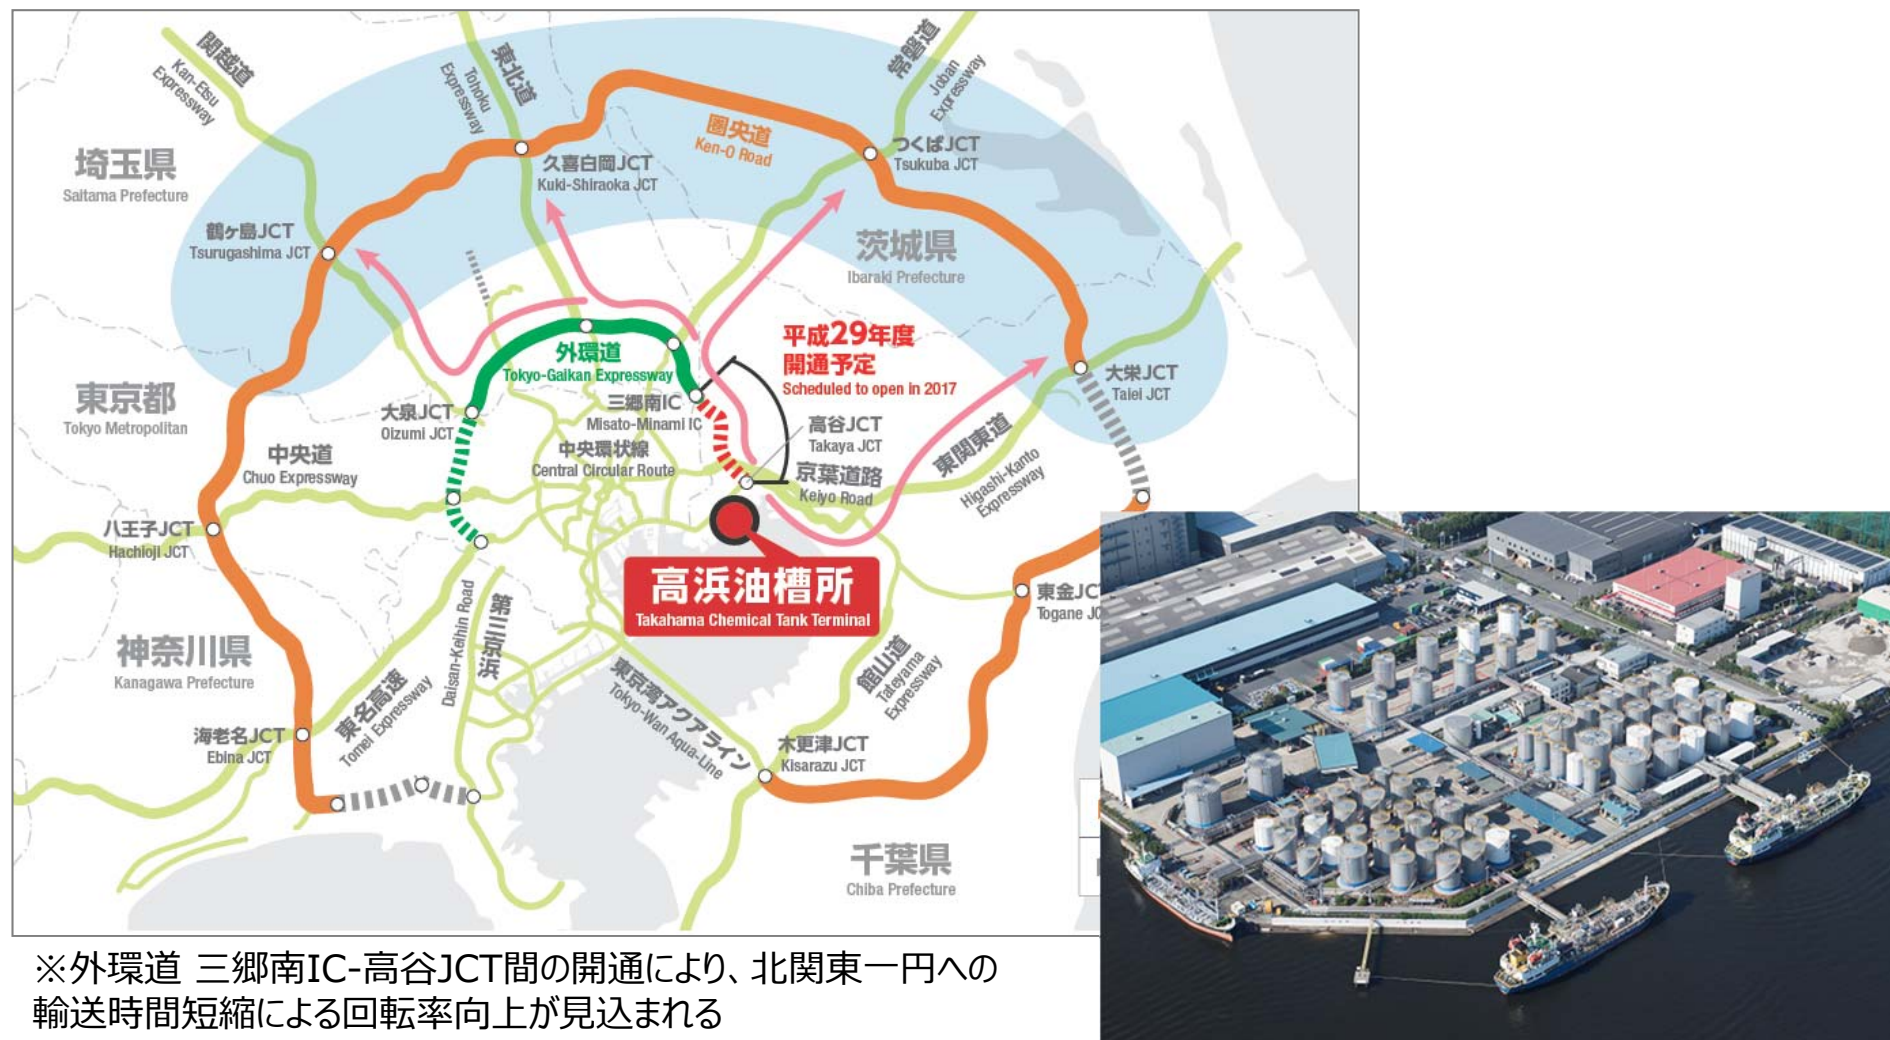 関越道
Kan-Etsu
Expressway
東北道
Tohoku
Expressway
常磐道
Joban
Expressway
圏央道
Ken-O Road
つくばJCT
Tsukuba JCT
久喜白岡JCT
Kuki-Shiraoka JCT
埼玉県
Saitama Prefecture
鶴ヶ島JCT
Tsurugashima JCT
茨城県
Ibaraki Prefecture
平成29年度
開通予定
Scheduled to open in 2017
外環道
Tokyo-Gaikan Expressway
大栄JCT
Taiei JCT
東京都
Tokyo Metropolitan
大泉JCT
Oizumi JCT
三郷南IC
Misato-Minami IC
高谷JCT
Takaya JCT
中央道
Chuo Expressway
中央環状線
Central Circular Route
京葉道路
Keiyo Road
東関東道
Higashi-Kanto
Expressway
八王子JCT
Hachioji JCT
高浜油槽所
Takahama Chemical Tank Terminal
東金JCT
Togane JC
神奈川県
Kanagawa Prefecture
第三京浜
Daisan-Keihin Road
東名高速
Tomei Expressway
東京湾アクアライン
Tokyo-Wan Aqua-Line
館山道
Tateyama
Expressway
海老名JCT
Ebina JCT
木更津JCT
Kisarazu JCT
千葉県
Chiba Prefecture
※外環道 三郷南IC-高谷JCT間の開通により、北関東一円への
輸送時間短縮による回転率向上が見込まれる